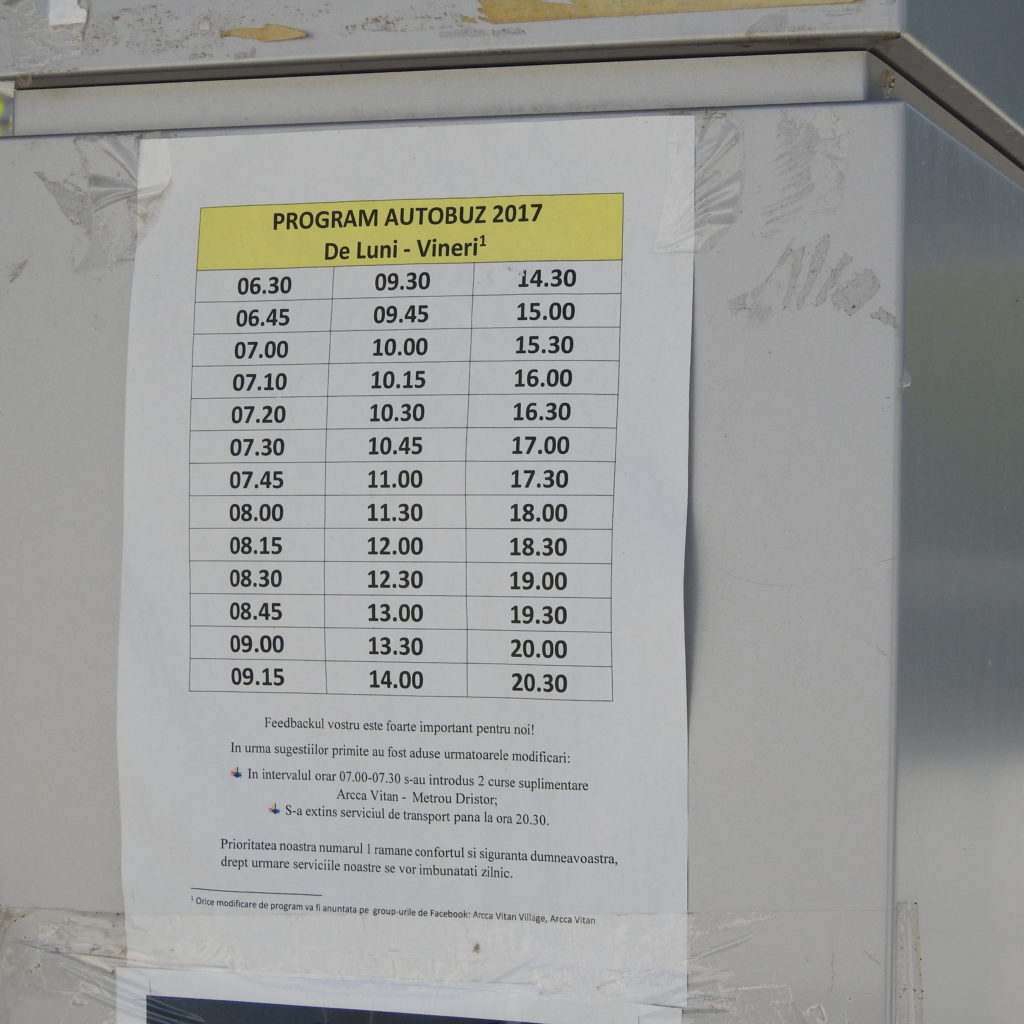 PROGRAM AUTOBUZ 2017
De Luni - Vineri¹
06.30 09.30 14.30
06.45 09.45 15.00
07.00 10.00 15.30
07.10 10.15 16.00
07.20 10.30 16.30
07.30 10.45 17.00
07.45 11.00 17.30
08.00 11.30 18.00
08.15 12.00 18.30
08.30 12.30 19.00
08.45 13.00 19.30
09.00 13.30 20.00
09.15 14.00 20.30
Feedbackul vostru este foarte important pentru noi!
In urma sugestiilor primite au fost aduse urmatoarele modificari:
In intervalul orar 07.00-07.30 s-au introdus 2 curse suplimentare
Arcca Vitan - Metrou Dristor;
S-a extins serviciul de transport pana la ora 20.30.
Prioritatea noastra numarul 1 ramane confortul si siguranta dumneavoastra,
drept urmare serviciile noastre se vor imbunatati zilnic.
¹ Orice modificare de program va fi anuntata pe group-urile de Facebook: Arcca Vitan Village, Arcca Vitan